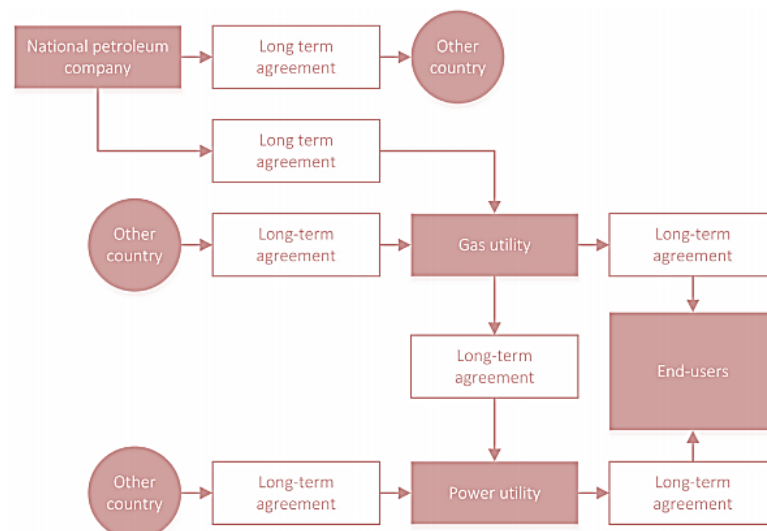 National petroleum
company
Long term
agreement
Other
country
Long term
agreement
Other
country
Long-term
agreement
Gas utility
Long-term
agreement
Long-term
agreement
End-users
Other
country
Long-term
agreement
Power utility
Long-term
agreement